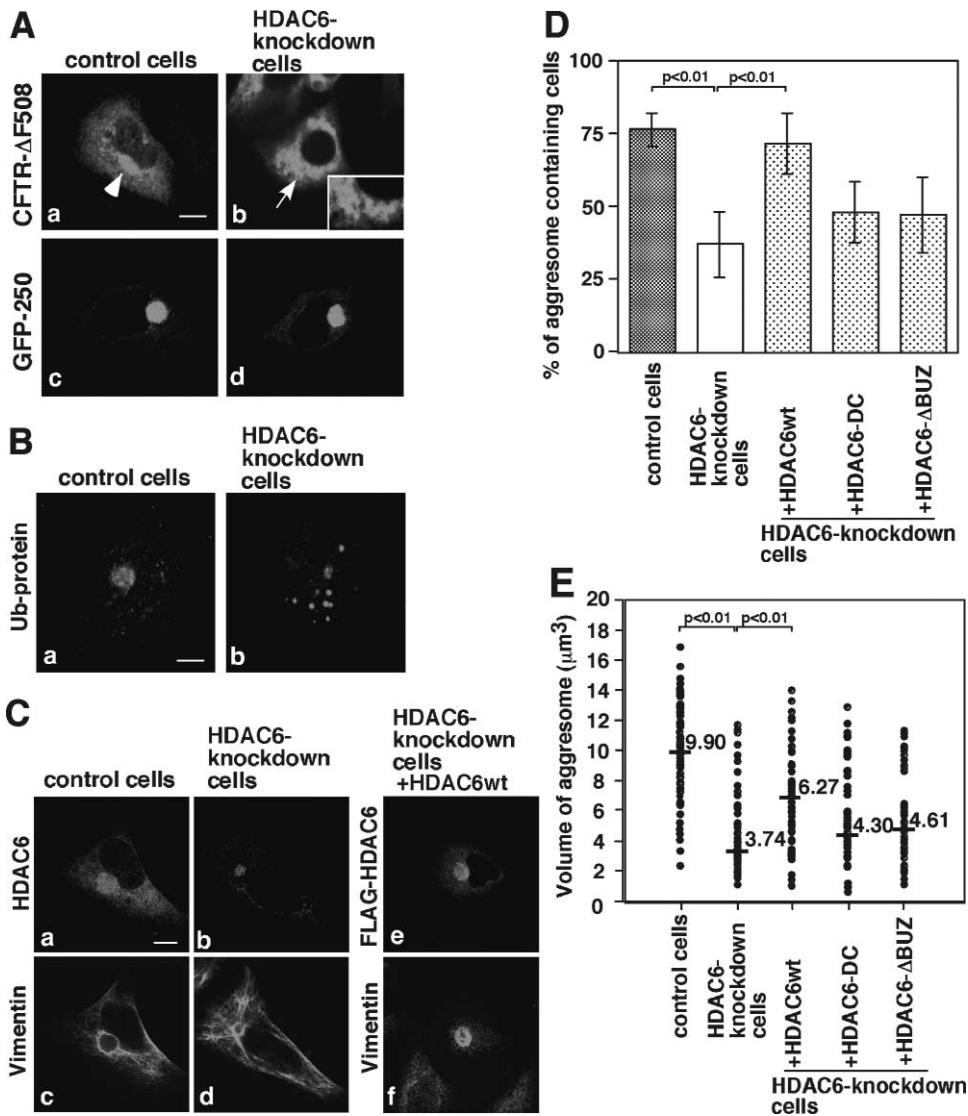 A
control cells
HDAC6-
knockdown
cells
CFTR-ΔF508
a
b
GFP-250
c
d
B
control cells
HDAC6-
knockdown
cells
Ub-protein
a
b
C
control cells
HDAC6-
knockdown
cells
HDAC6-
knockdown
cells
+HDAC6wt
HDAC6
a
b
FLAG-HDAC6
e
Vimentin
c
d
Vimentin
f
D
% of aggresome containing cells
100
75
50
25
0
p<0.01
p<0.01
control cells
HDAC6-
knockdown
cells
+HDAC6wt
+HDAC6-DC
+HDAC6-ΔBUZ
HDAC6-knockdown
cells
E
Volume of aggresome (μm3)
20
18
16
14
12
10
8
6
4
2
0
p<0.01
p<0.01
9.90
3.74
6.27
4.30
4.61
control cells
HDAC6-
knockdown
cells
+HDAC6wt
+HDAC6-DC
+HDAC6-ΔBUZ
HDAC6-knockdown
cells